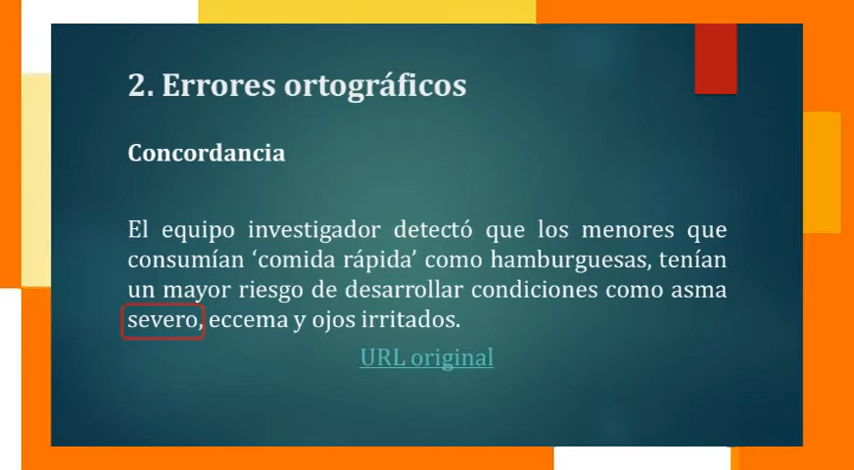 2. Errores ortográficos
Concordancia
El equipo investigador detectó que los menores que
consumían ‘comida rápida’ como hamburguesas, tenían
un mayor riesgo de desarrollar condiciones como asma
severo, eccema y ojos irritados.
URL original